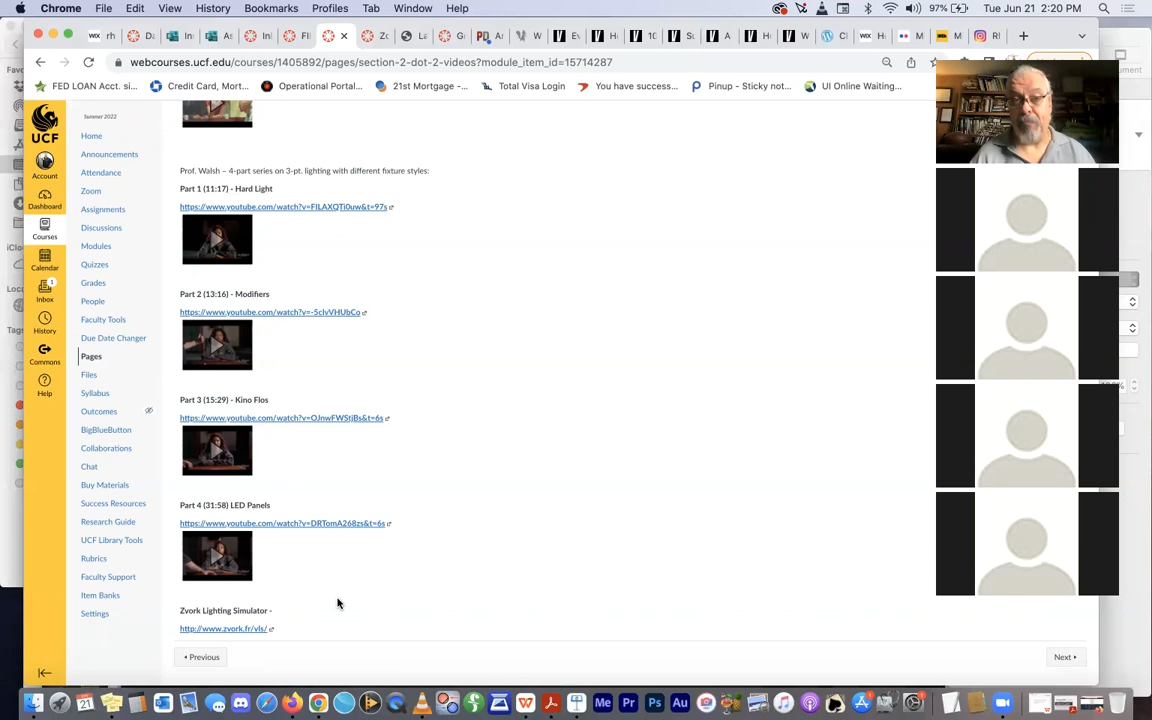 Chrome File Edit View History Bookmarks Profiles Tab Window Help
97% Tue Jun 21 2:20 PM
webcourses.ucf.edu/courses/1405892/pages/section-2-dot-2-videos?module_item_id=15714287
FED LOAN Acct. si... Credit Card, Mort... Operational Portal... 21st Mortgage -... Total Visa Login You have success... Pinup - Sticky not... UI Online Waiting...
UCF
Account
Dashboard
Courses
Calendar
1
Inbox
History
Commons
Help
Summer 2022
Home
Announcements
Attendance
Zoom
Assignments
Discussions
Modules
Quizzes
Grades
People
Faculty Tools
Due Date Changer
Pages
Files
Syllabus
Outcomes
BigBlueButton
Collaborations
Chat
Buy Materials
Success Resources
Research Guide
UCF Library Tools
Rubrics
Faculty Support
Item Banks
Settings
Prof. Walsh – 4-part series on 3-pt. lighting with different fixture styles:
Part 1 (11:17) - Hard Light
https://www.youtube.com/watch?v=FILAXQTi0uw&t=97s
Part 2 (13:16) - Modifiers
https://www.youtube.com/watch?v=-5cIvVHUbCo
Part 3 (15:29) - Kino Flos
https://www.youtube.com/watch?v=OJnwFWStjBs&t=6s
Part 4 (31:58) LED Panels
https://www.youtube.com/watch?v=DRTomA268zs&t=6s
Zvork Lighting Simulator -
http://www.zvork.fr/vls/
Previous
Next